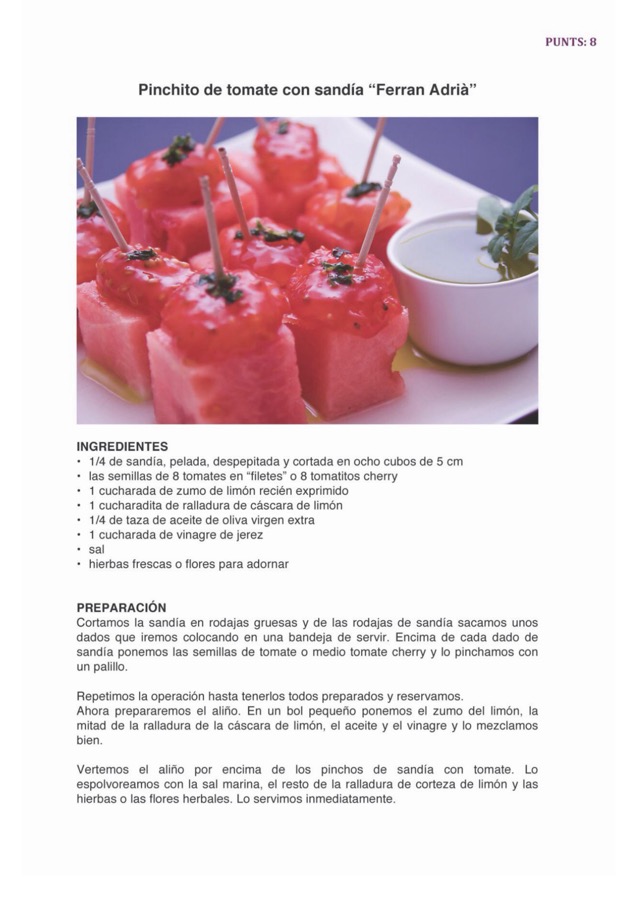 PUNTS: 8
Pinchito de tomate con sandía “Ferran Adrià”
INGREDIENTES
• 1/4 de sandía, pelada, despepitada y cortada en ocho cubos de 5 cm
• las semillas de 8 tomates en “filetes” o 8 tomatitos cherry
• 1 cucharada de zumo de limón recién exprimido
• 1 cucharadita de ralladura de cáscara de limón
• 1/4 de taza de aceite de oliva virgen extra
• 1 cucharada de vinagre de jerez
• sal
• hierbas frescas o flores para adornar
PREPARACIÓN
Cortamos la sandía en rodajas gruesas y de las rodajas de sandía sacamos unos
dados que iremos colocando en una bandeja de servir. Encima de cada dado de
sandía ponemos las semillas de tomate o medio tomate cherry y lo pinchamos con
un palillo.
Repetimos la operación hasta tenerlos todos preparados y reservamos.
Ahora prepararemos el aliño. En un bol pequeño ponemos el zumo del limón, la
mitad de la ralladura de la cáscara de limón, el aceite y el vinagre y lo mezclamos
bien.
Vertemos el aliño por encima de los pinchos de sandía con tomate. Lo
espolvoreamos con la sal marina, el resto de la ralladura de corteza de limón y las
hierbas o las flores herbales. Lo servimos inmediatamente.